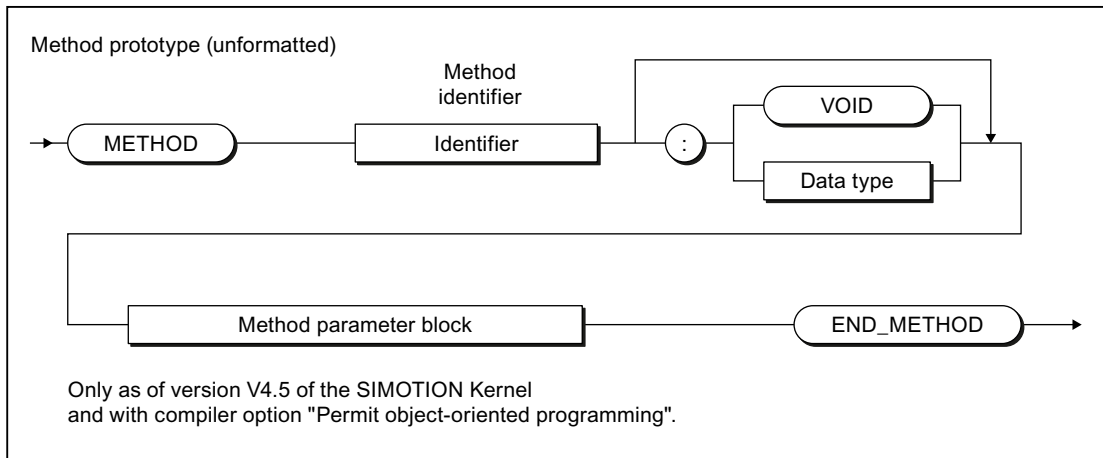 Method prototype (unformatted)
Method
identifier
METHOD
Identifier
:
VOID
Data type
Method parameter block
END_METHOD
Only as of version V4.5 of the SIMOTION Kernel
and with compiler option "Permit object-oriented programming".